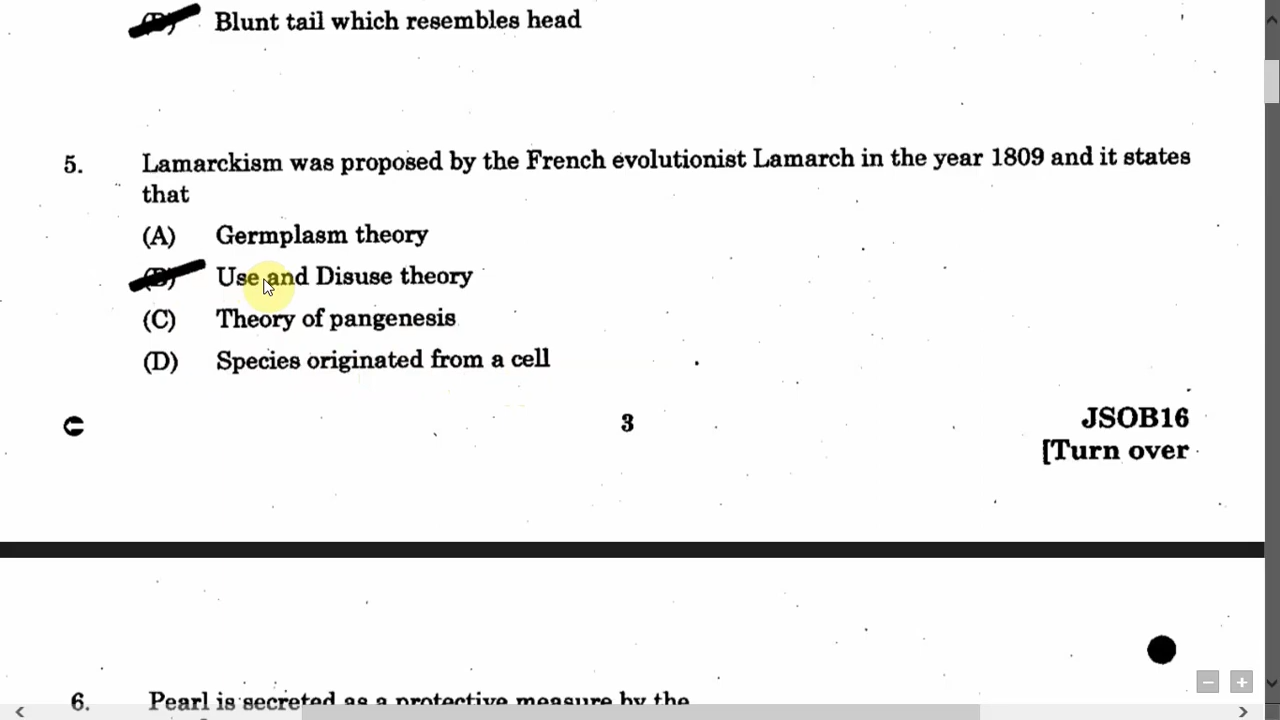 Blunt tail which resembles head
5. Lamarckism was proposed by the French evolutionist Lamarch in the year 1809 and it states
that
(A) Germplasm theory
(B) Use and Disuse theory
(C) Theory of pangenesis
(D) Species originated from a cell
3
JSOB16
[Turn over
6. Pearl is secreted as a protective measure by the